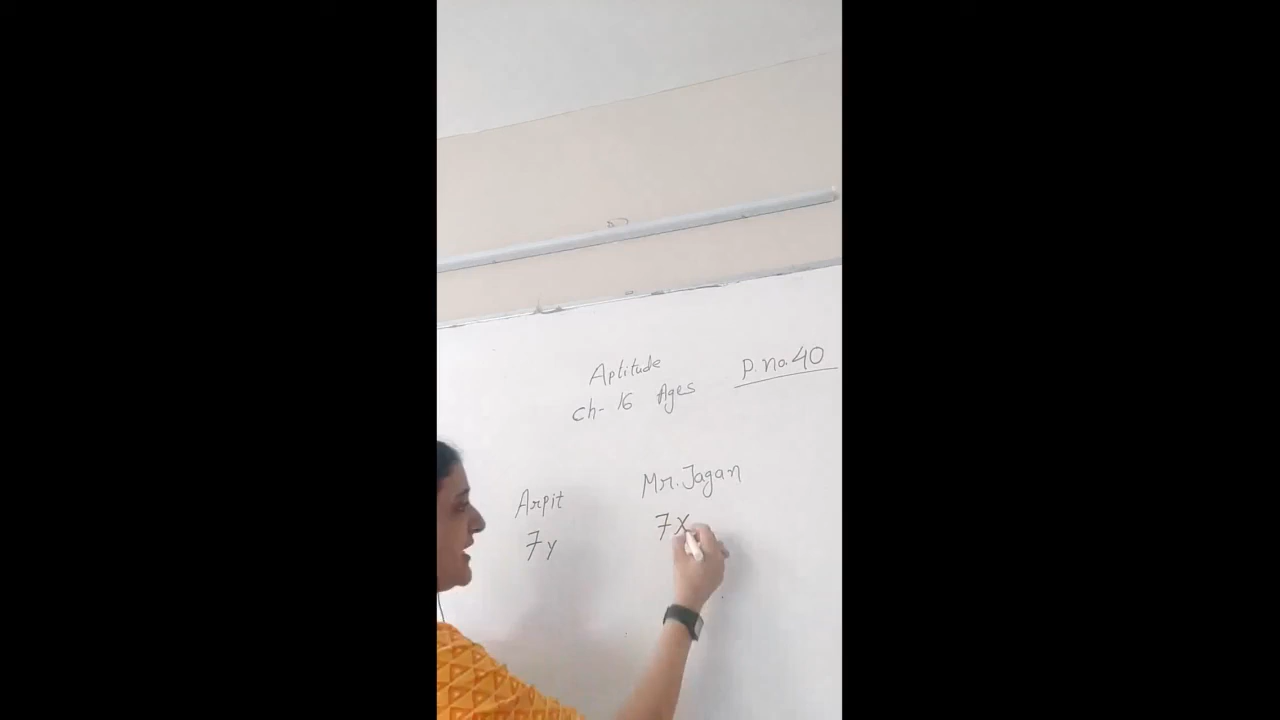 Aptitude
Ch- 16 Ages
P. no. 40
Arpit
Mr. Jagan
7y
7X